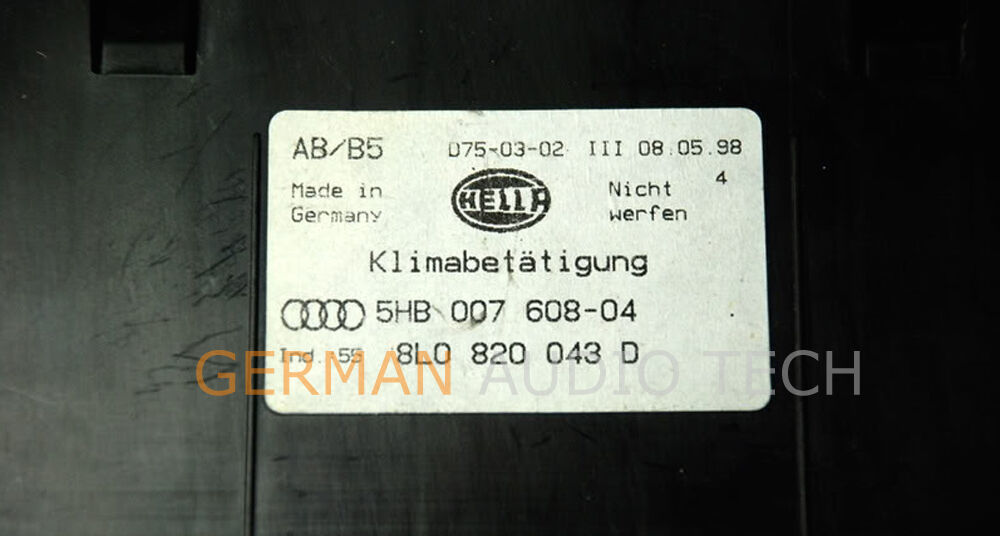 AB/B5 D75-03-02 III 08.05.98
4
Made in
Germany
HELLA
Nicht
werfen
Klimabetätigung
5HB 007 608-04
Ind. 55 8L0 820 043 D
GERMAN AUDIO TECH